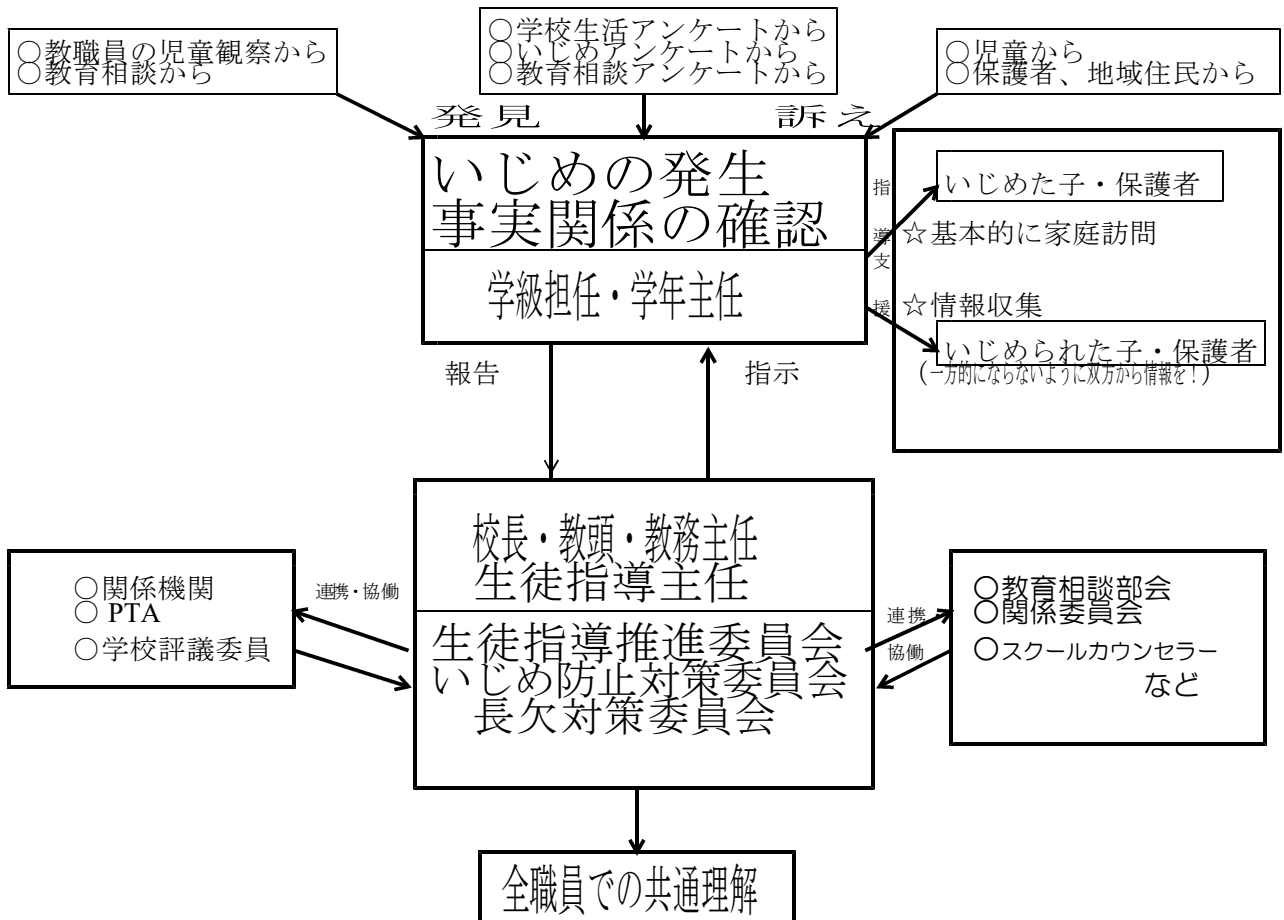 ○教職員の児童観察から
○教育相談から
○学校生活アンケートから
○いじめアンケートから
○教育相談アンケートから
○児童から
○保護者、地域住民から
発見
訴え
いじめの発生
事実関係の確認
学級担任・学年主任
指導支援
いじめた子・保護者
☆基本的に家庭訪問
☆情報収集
いじめられた子・保護者
(一方的にならないように双方から情報を!)
報告
指示
校長・教頭・教務主任
生徒指導主任
生徒指導推進委員会
いじめ防止対策委員会
長欠対策委員会
○関係機関
○ PTA
○学校評議委員
連携・協働
連携・
協働
○教育相談部会
○関係委員会
○スクールカウンセラー
など
全職員での共通理解